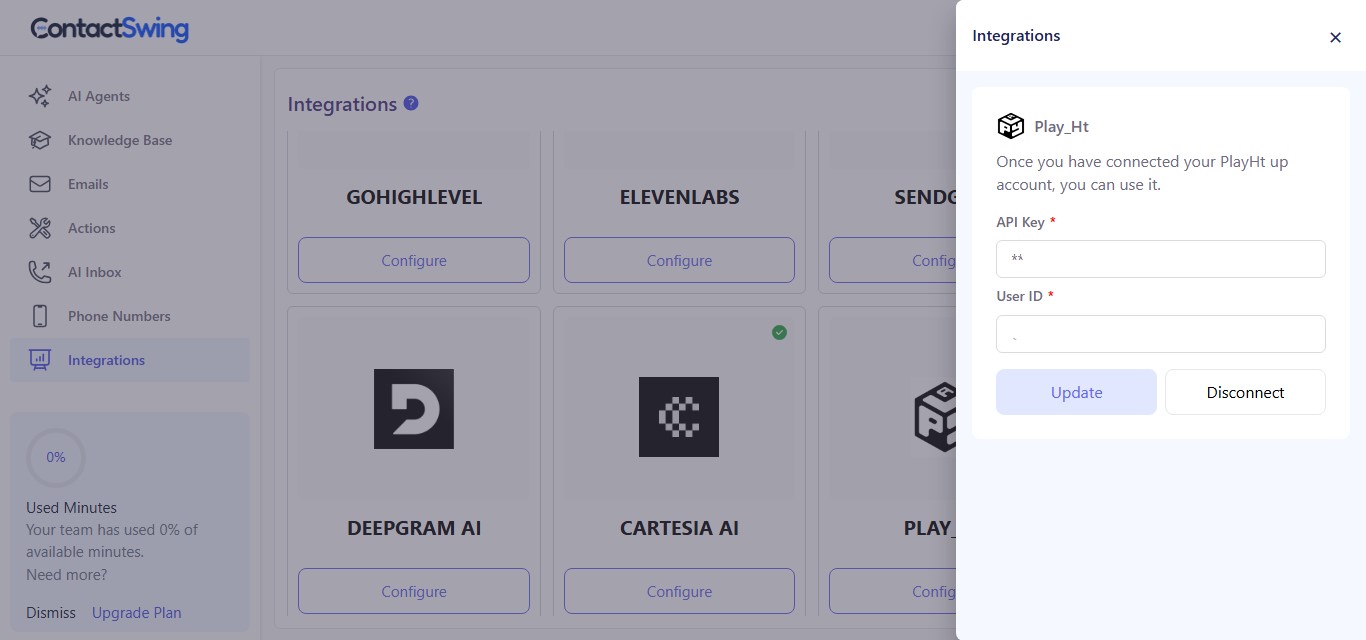 ContactSwing
AI Agents
Knowledge Base
Emails
Actions
AI Inbox
Phone Numbers
Integrations
0%
Used Minutes
Your team has used 0% of
available minutes.
Need more?
Dismiss Upgrade Plan
Integrations ?
GOHIGHLEVEL
Configure
ELEVENLABS
Configure
SENDG
Config
DEEPGRAM AI
Configure
CARTESIA AI
Configure
PLAY_
Config
Integrations
Play_Ht
Once you have connected your PlayHt up
account, you can use it.
API Key *
**
User ID *
Update
Disconnect